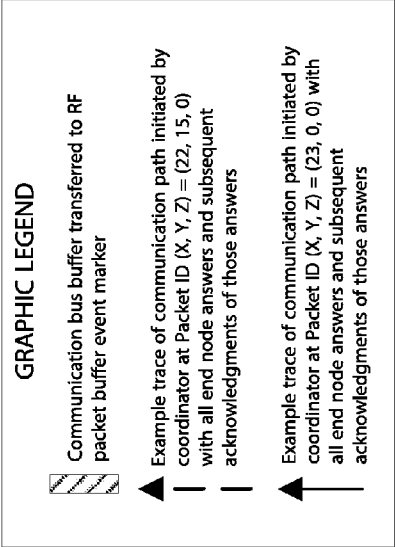 GRAPHIC LEGEND
Communication bus buffer transferred to RF
packet buffer event marker
Example trace of communication path initiated by
coordinator at Packet ID (X, Y, Z) = (22, 15, 0)
with all end node answers and subsequent
acknowledgments of those answers
Example trace of communication path initiated by
coordinator at Packet ID (X, Y, Z) = (23, 0, 0) with
all end node answers and subsequent
acknowledgments of those answers